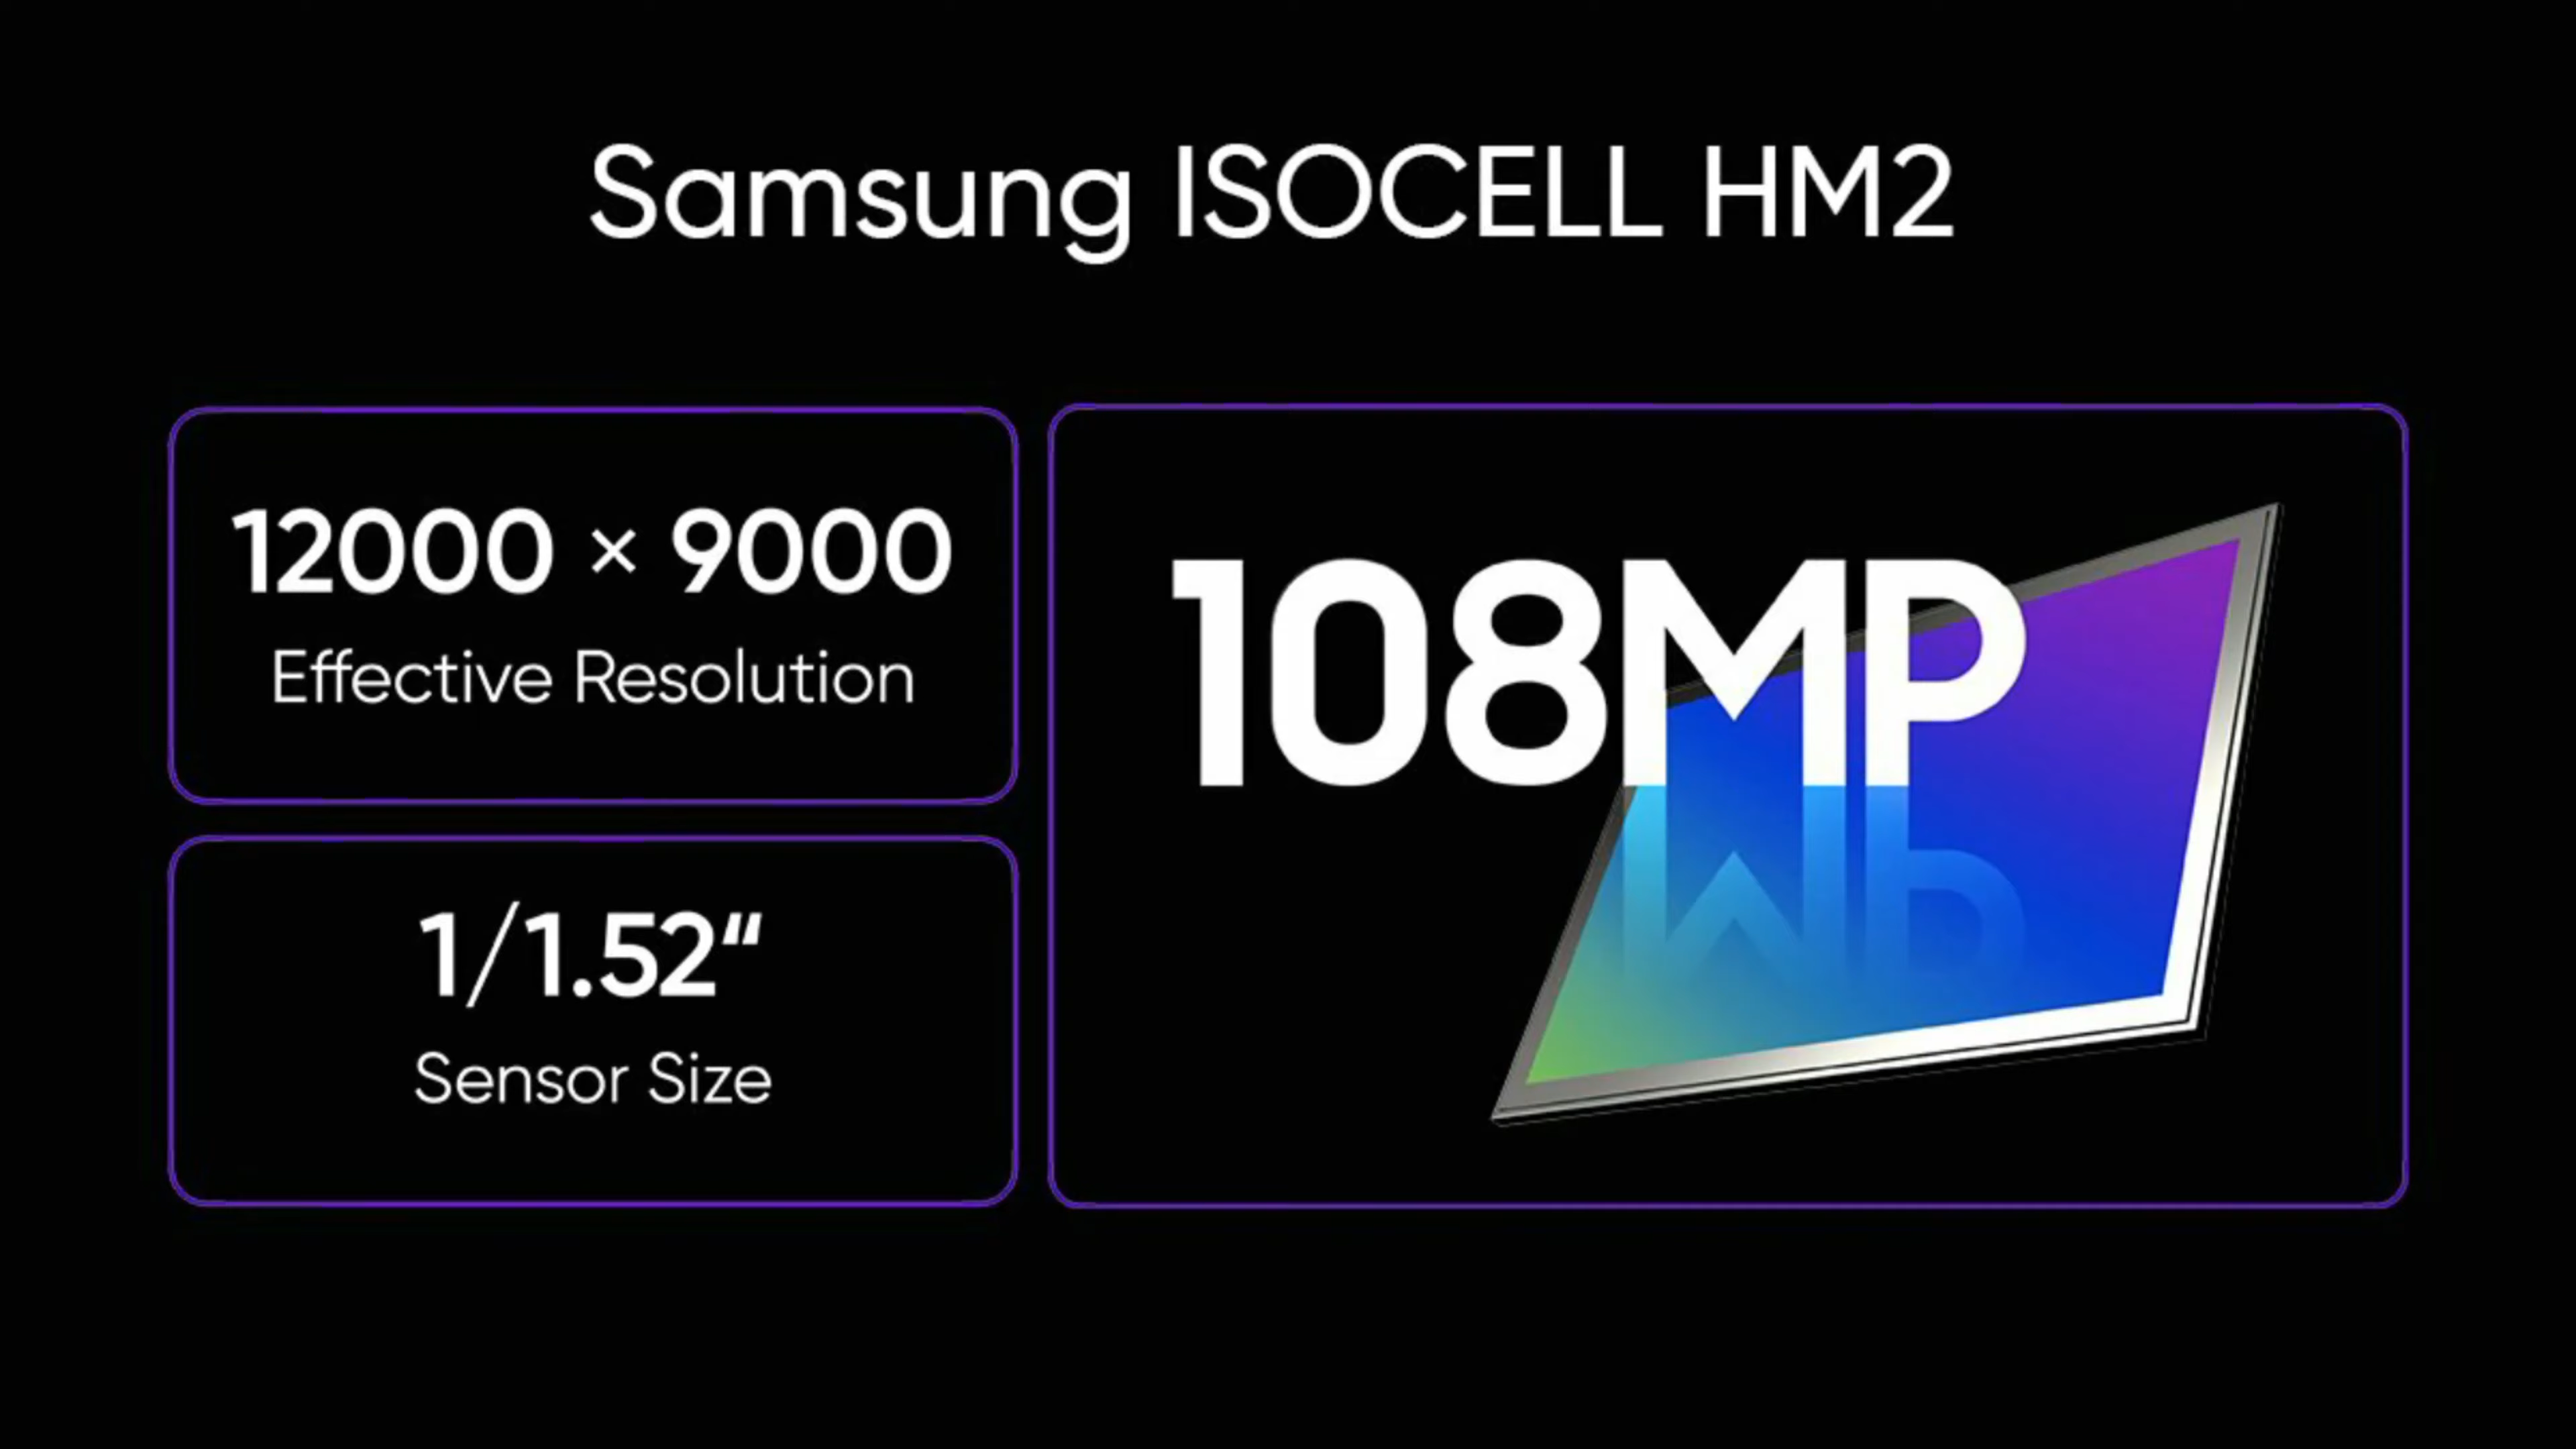 Samsung ISOCELL HM2
12000 × 9000
Effective Resolution
1/1.52“
Sensor Size
108MP